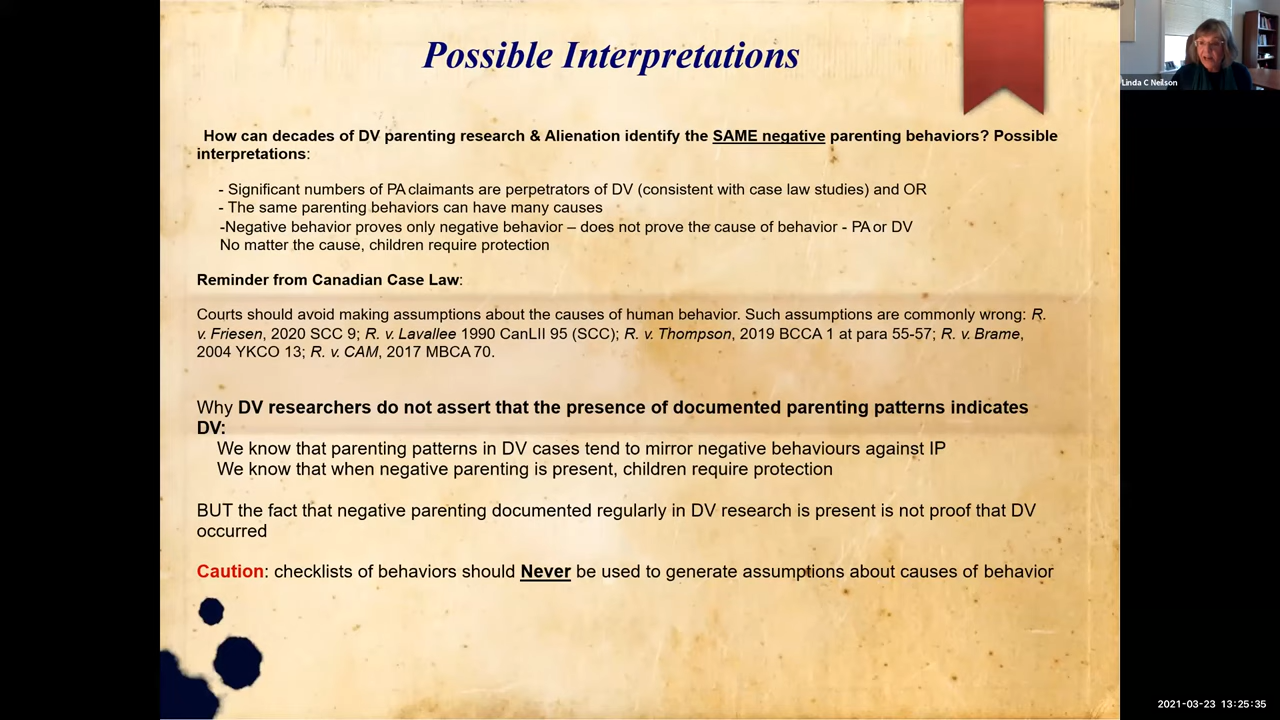 Possible Interpretations
Linda C Neilson
How can decades of DV parenting research & Alienation identify the SAME negative parenting behaviors? Possible
interpretations:
- Significant numbers of PA claimants are perpetrators of DV (consistent with case law studies) and OR
- The same parenting behaviors can have many causes
-Negative behavior proves only negative behavior – does not prove the cause of behavior - PA or DV
No matter the cause, children require protection
Reminder from Canadian Case Law:
Courts should avoid making assumptions about the causes of human behavior. Such assumptions are commonly wrong: R.
v. Friesen, 2020 SCC 9; R. v. Lavallee 1990 CanLII 95 (SCC); R. v. Thompson, 2019 BCCA 1 at para 55-57; R. v. Brame,
2004 YKCO 13; R. v. CAM, 2017 MBCA 70.
Why DV researchers do not assert that the presence of documented parenting patterns indicates
DV:
We know that parenting patterns in DV cases tend to mirror negative behaviours against IP
We know that when negative parenting is present, children require protection
BUT the fact that negative parenting documented regularly in DV research is present is not proof that DV
occurred
Caution: checklists of behaviors should Never be used to generate assumptions about causes of behavior
2021-03-23 13:25:35